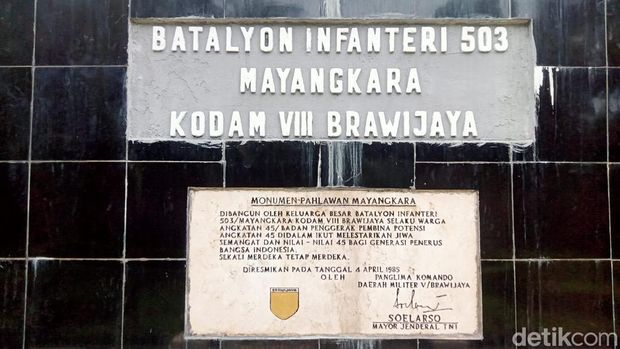 BATALYON INFANTERI 503
MAYANGKARA
KODAM VIII BRAWIJAYA
MONUMEN-PAHLAWAN MAYANGKARA
DIBANGUN OLEH KELUARGA BESAR BATALYON INFANTERI
503/MAYANGKARA KODAM VIII BRAWIJAYA SELAKU WARGA
ANGKATAN 45/BADAN PENGGERAK PEMBINA POTENSI
ANGKATAN 45 DIDALAM IKUT MELESTARIKAN JIWA
SEMANGAT DAN NILAI - NILAI 45 BAGI GENERASI PENERUS
BANGSA INDONESIA.
SEKALI MERDEKA TETAP MERDEKA.
DIRESMIKAN PADA TANGGAL 4 APRIL 1985
OLEH PANGLIMA KOMANDO
DAERAH MILITER V/BRAWIJAYA
BRAWIJAYA
SOELARSO
MAYOR JENDERAL TNI
detikcom